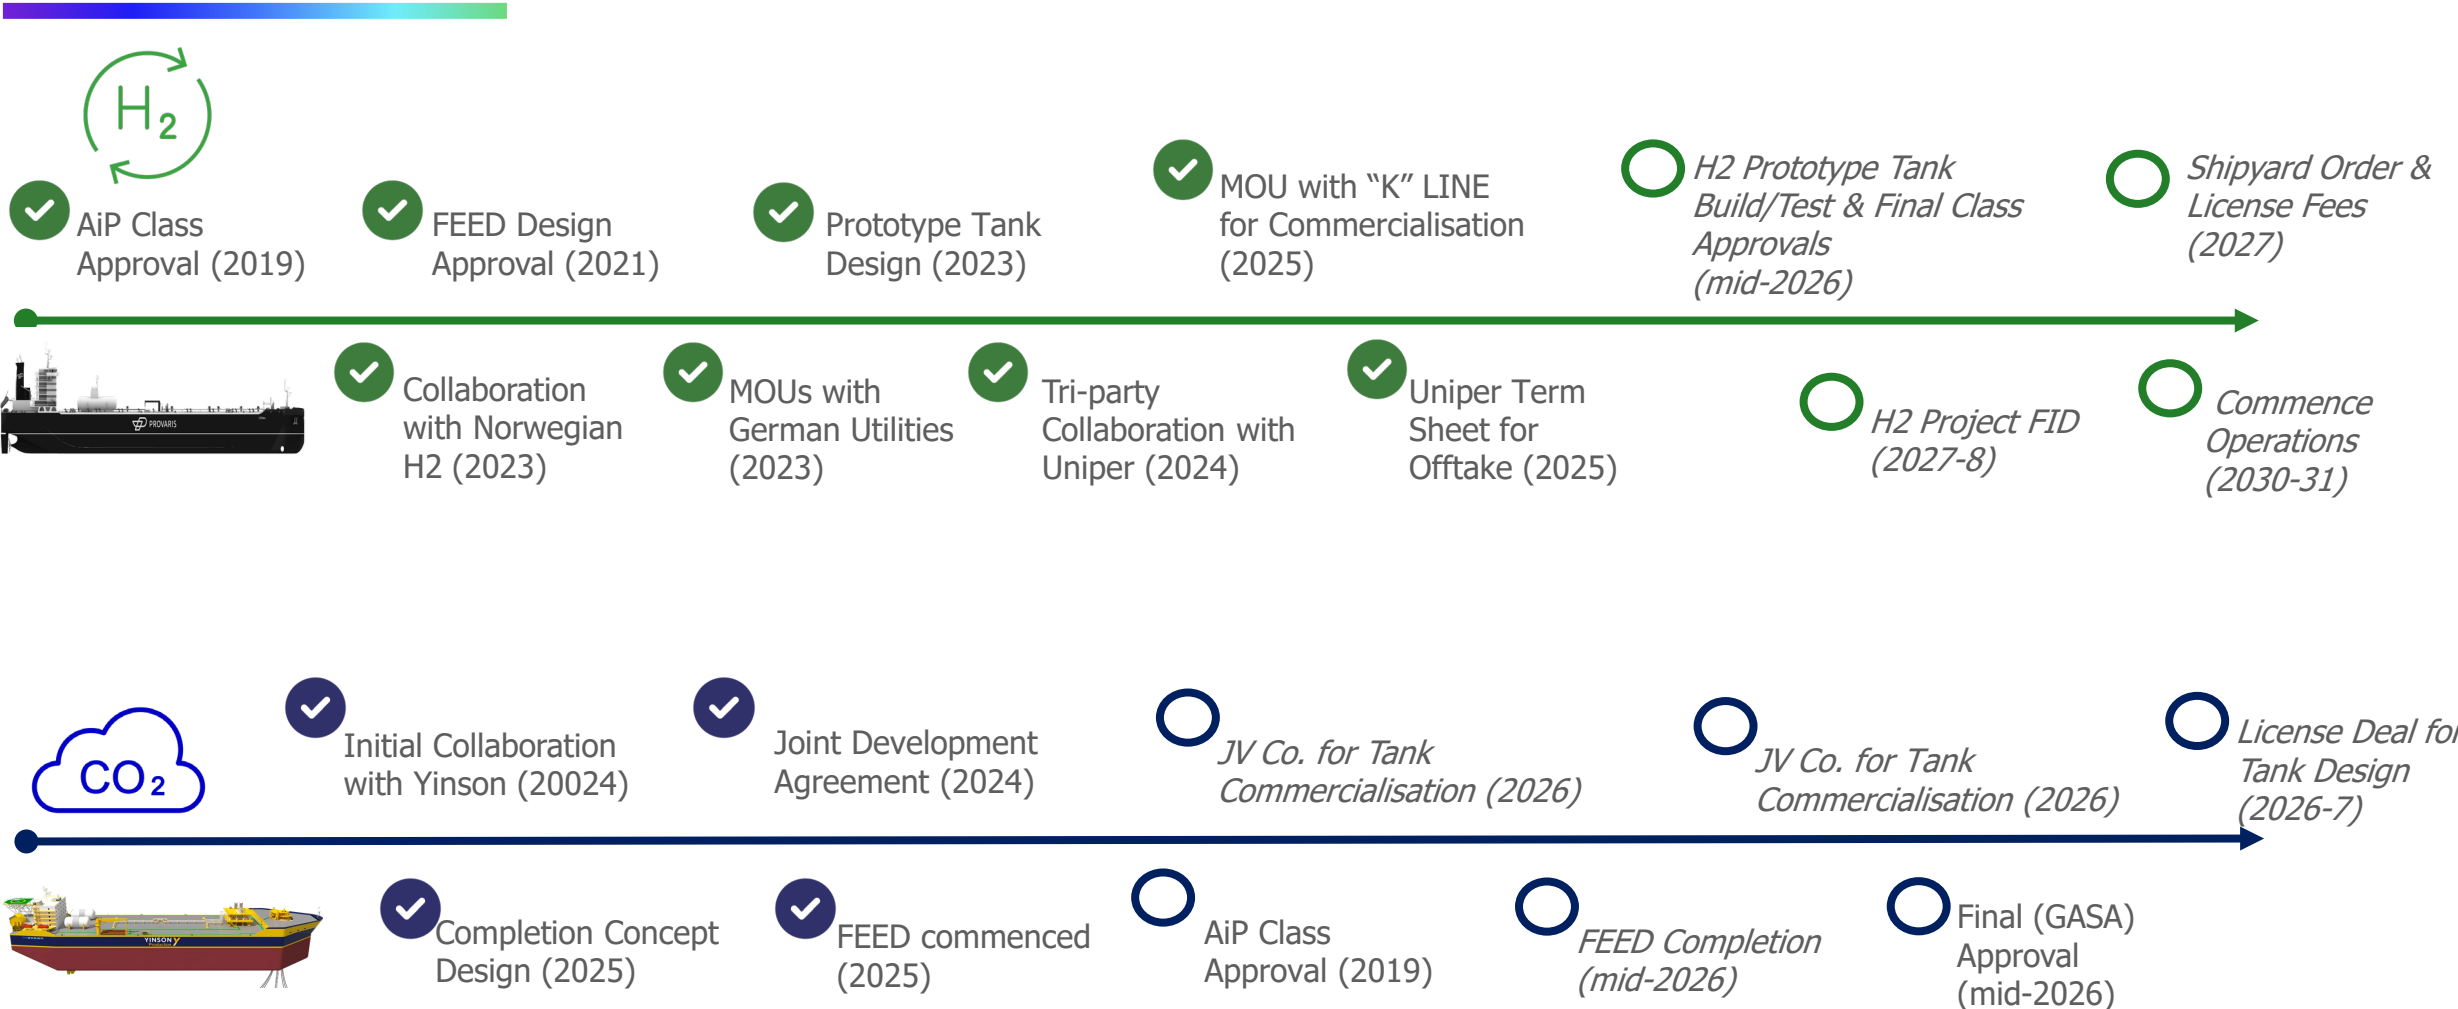 H2
AiP Class
Approval (2019)
FEED Design
Approval (2021)
Prototype Tank
Design (2023)
MOU with “K” LINE
for Commercialisation
(2025)
H2 Prototype Tank
Build/Test & Final Class
Approvals
(mid-2026)
Shipyard Order &
License Fees
(2027)
PROVARIS
Collaboration
with Norwegian
H2 (2023)
MOUs with
German Utilities
(2023)
Tri-party
Collaboration with
Uniper (2024)
Uniper Term
Sheet for
Offtake (2025)
H2 Project FID
(2027-8)
Commence
Operations
(2030-31)
CO2
Initial Collaboration
with Yinson (20024)
Joint Development
Agreement (2024)
JV Co. for Tank
Commercialisation (2026)
JV Co. for Tank
Commercialisation (2026)
License Deal for
Tank Design
(2026-7)
YINSON
Production
Completion Concept
Design (2025)
FEED commenced
(2025)
AiP Class
Approval (2019)
FEED Completion
(mid-2026)
Final (GASA)
Approval
(mid-2026)